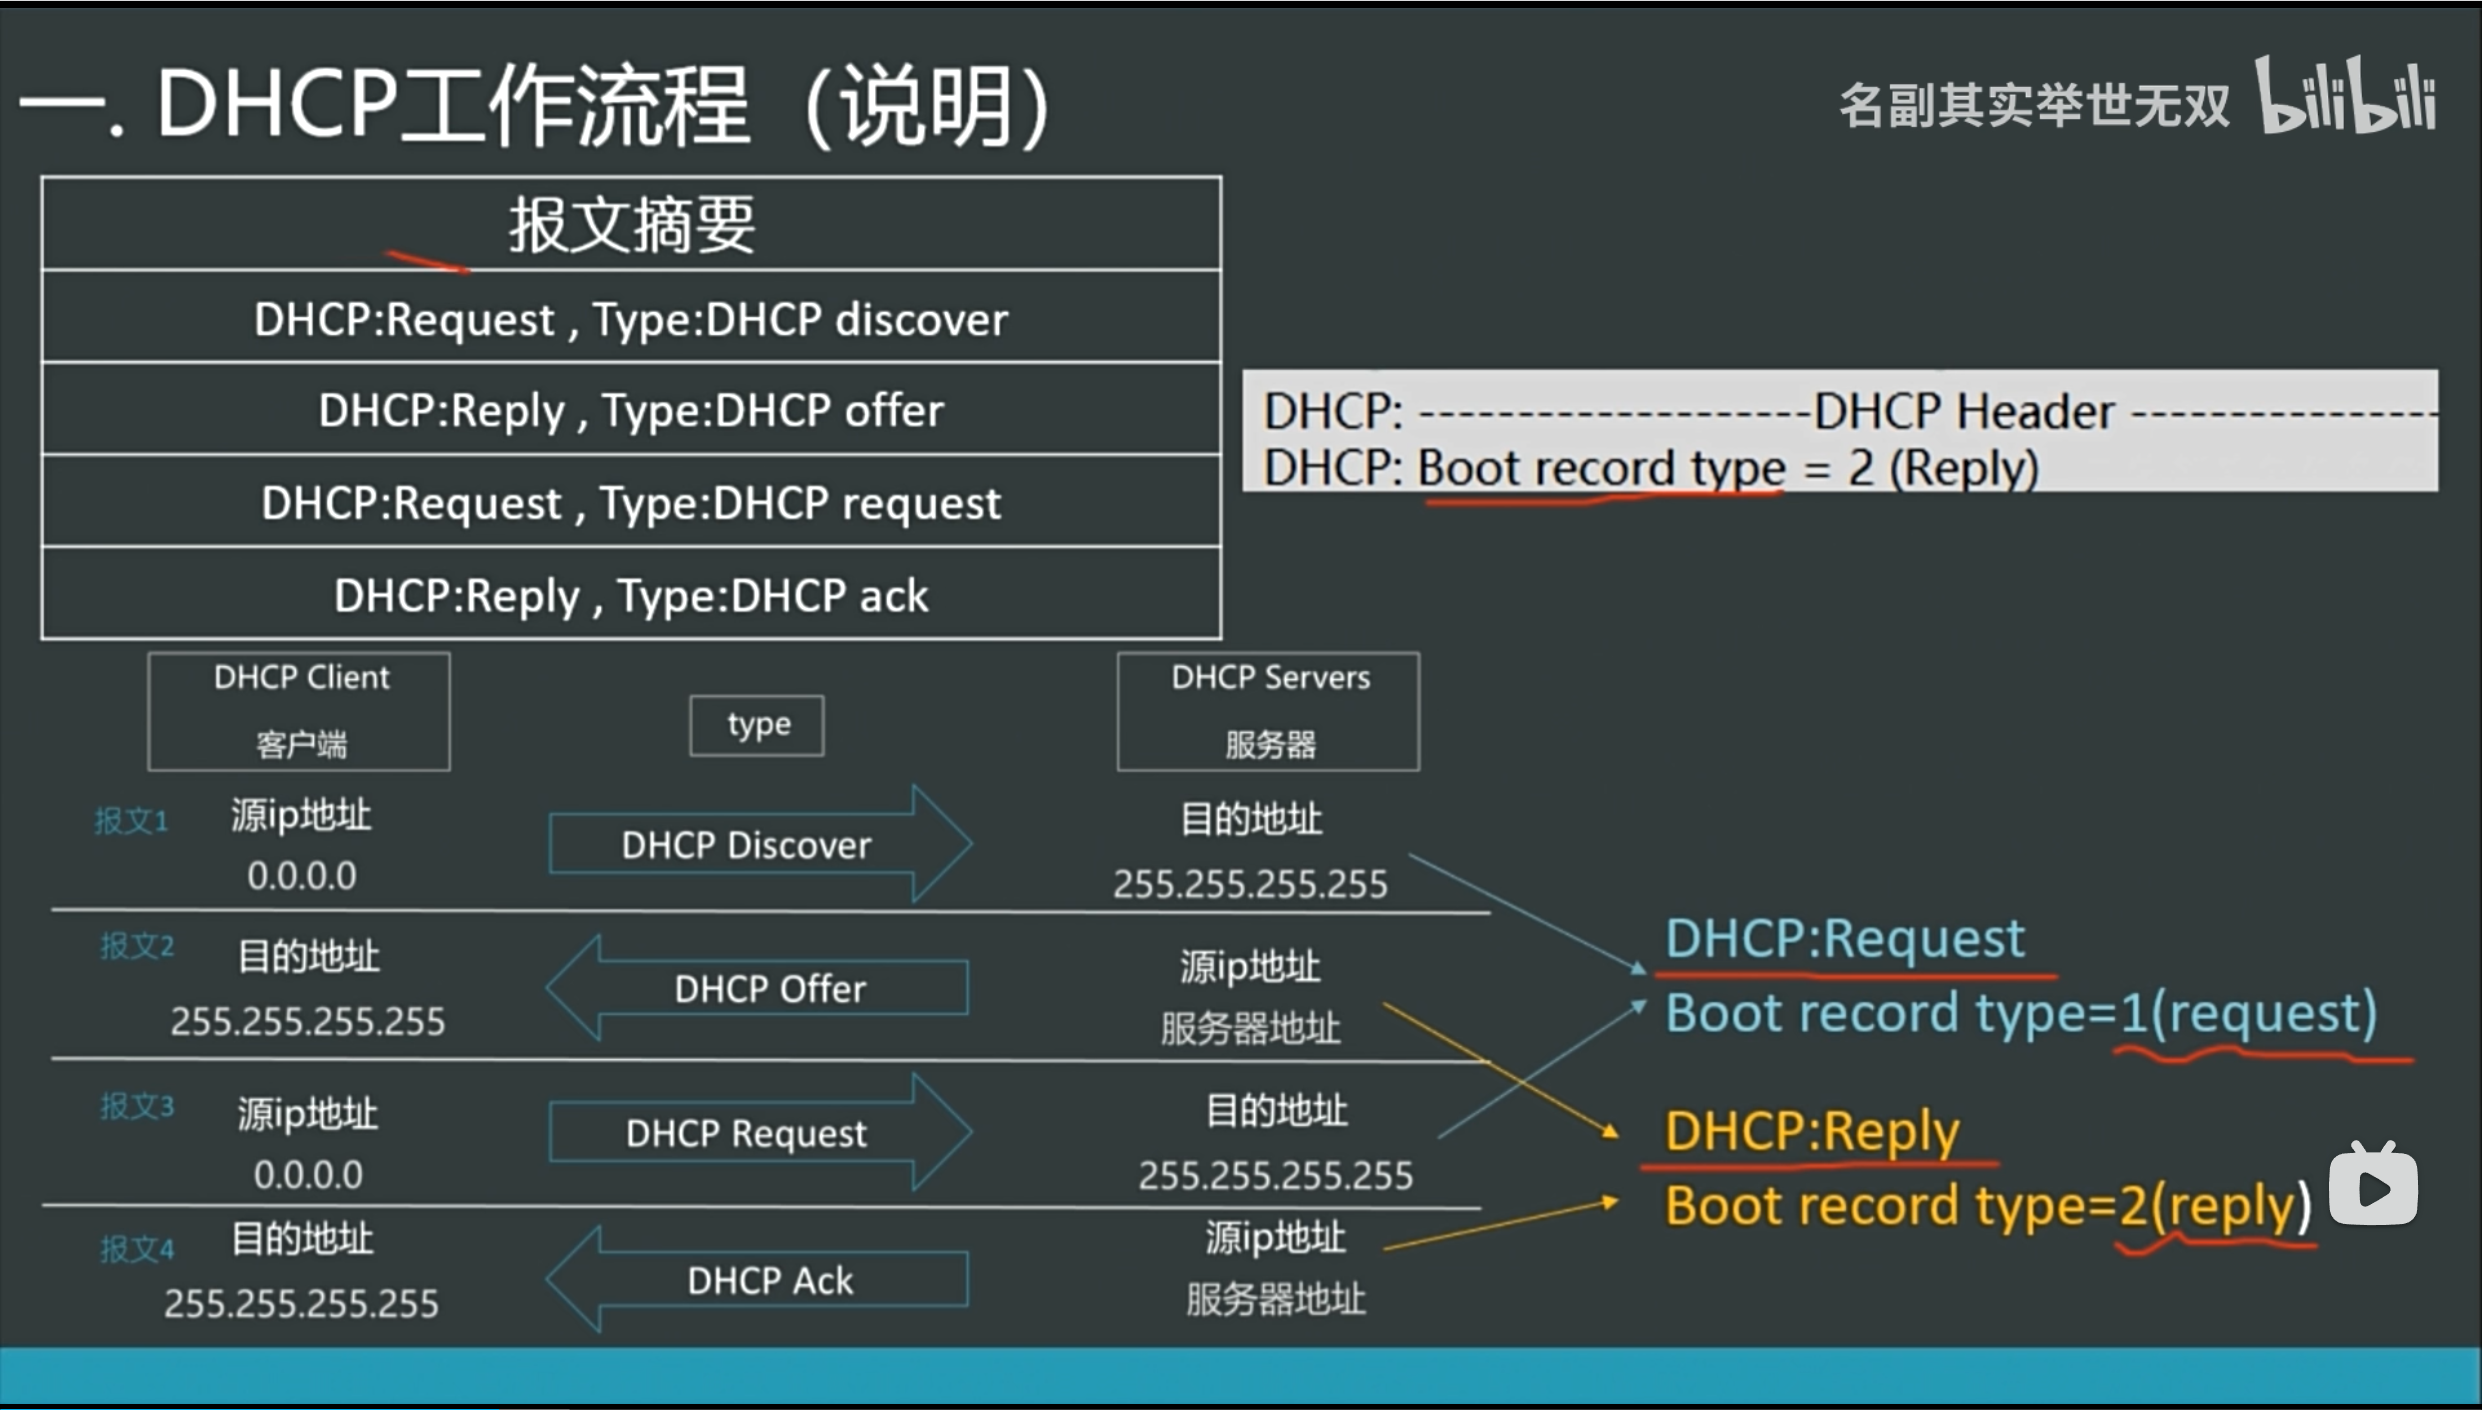 一. DHCP工作流程（说明）
名副其实举世无双 bilibili
报文摘要
DHCP:Request , Type:DHCP discover
DHCP:Reply , Type:DHCP offer
DHCP:Request , Type:DHCP request
DHCP:Reply , Type:DHCP ack
DHCP: --------------------DHCP Header ----------------
DHCP: Boot record type = 2 (Reply)
DHCP Client
客户端
type
DHCP Servers
服务器
报文1
源ip地址
0.0.0.0
DHCP Discover
目的地址
255.255.255.255
报文2
目的地址
255.255.255.255
DHCP Offer
源ip地址
服务器地址
报文3
源ip地址
0.0.0.0
DHCP Request
目的地址
255.255.255.255
报文4
目的地址
255.255.255.255
DHCP Ack
源ip地址
服务器地址
DHCP:Request
Boot record type=1(request)
DHCP:Reply
Boot record type=2(reply)